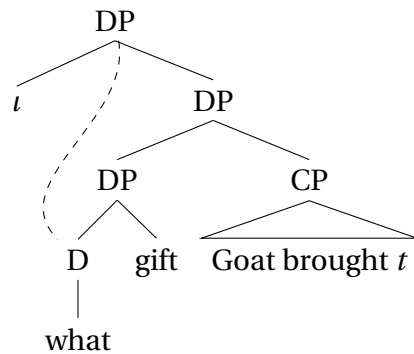 DP
ι DP
DP CP
D gift Goat brought t
what